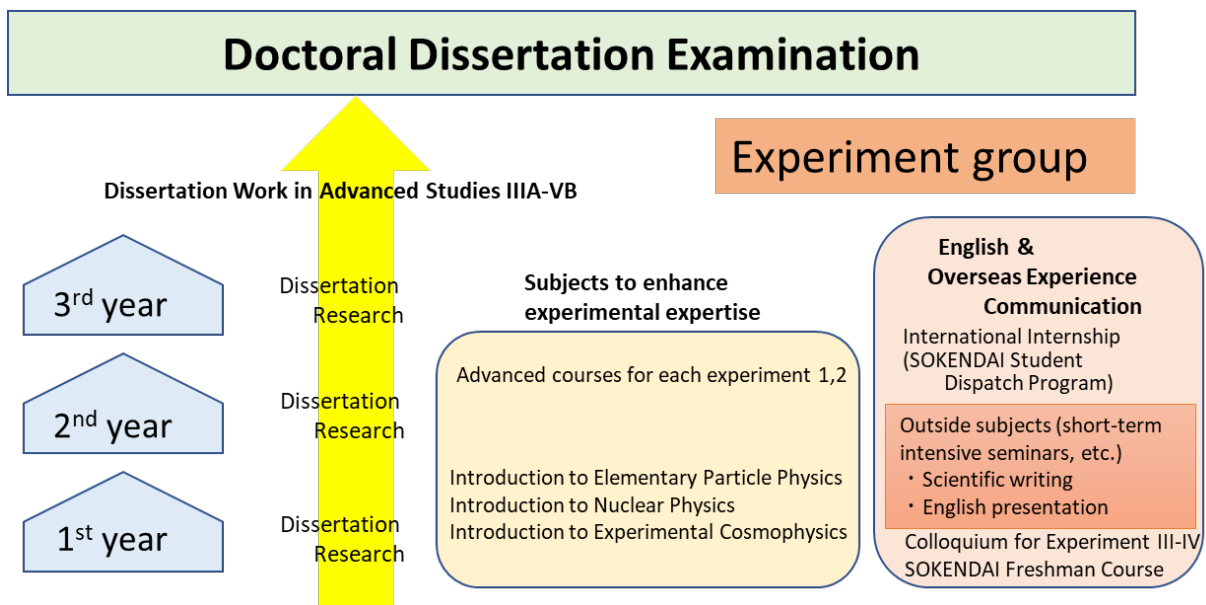 Doctoral Dissertation Examination
Experiment group
Dissertation Work in Advanced Studies IIIA-VB
3rd year
Dissertation
Research
2nd year
Dissertation
Research
1st year
Dissertation
Research
Subjects to enhance
experimental expertise
Advanced courses for each experiment 1,2
Introduction to Elementary Particle Physics
Introduction to Nuclear Physics
Introduction to Experimental Cosmophysics
English &
Overseas Experience
Communication
International Internship
(SOKENDAI Student
Dispatch Program)
Outside subjects (short-term
intensive seminars, etc.)
・Scientific writing
・English presentation
Colloquium for Experiment III-IV
SOKENDAI Freshman Course